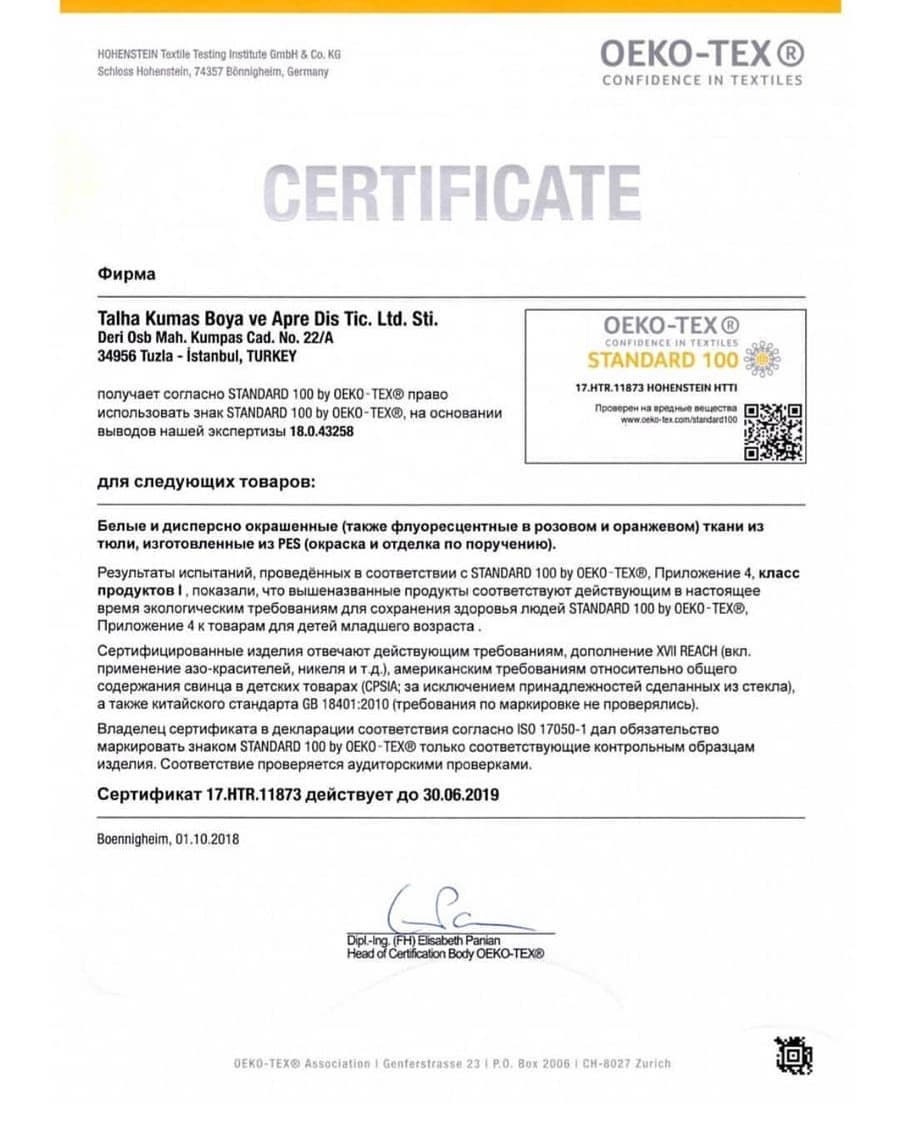 HOHENSTEIN Textile Testing Institute GmbH & Co. KG
Schloss Hohenstein, 74357 Bönnigheim, Germany
OEKO-TEX®
CONFIDENCE IN TEXTILES
CERTIFICATE
Фирма
Talha Kumas Boya ve Apre Dis Tic. Ltd. Sti.
Deri Osb Mah. Kumpas Cad. No. 22/A
34956 Tuzla - İstanbul, TURKEY
получает согласно STANDARD 100 by OEKO-TEX® право
использовать знак STANDARD 100 by OEKO-TEX®, на основании
выводов нашей экспертизы 18.0.43258
OEKO-TEX®
CONFIDENCE IN TEXTILES
STANDARD 100
17.HTR.11873 HOHENSTEIN HTTI
Проверен на вредные вещества
www.oeko-tex.com/standard100
для следующих товаров:
Белые и дисперсно окрашенные (также флуоресцентные в розовом и оранжевом) ткани из
тюли, изготовленные из PES (окраска и отделка по поручению).
Результаты испытаний, проведённых в соответствии с STANDARD 100 by OEKO-TEX®, Приложение 4, класс
продуктов I , показали, что вышеназванные продукты соответствуют действующим в настоящее
время экологическим требованиям для сохранения здоровья людей STANDARD 100 by OEKO-TEX®,
Приложение 4 к товарам для детей младшего возраста .
Сертифицированные изделия отвечают действующим требованиям, дополнение XVII REACH (вкл.
применение азо-красителей, никеля и т.д.), американским требованиям относительно общего
содержания свинца в детских товарах (CPSIA; за исключением принадлежностей сделанных из стекла),
а также китайского стандарта GB 18401:2010 (требования по маркировке не проверялись).
Владелец сертификата в декларации соответствия согласно ISO 17050-1 дал обязательство
маркировать знаком STANDARD 100 by OEKO-TEX® только соответствующие контрольным образцам
изделия. Соответствие проверяется аудиторскими проверками.
Сертификат 17.HTR.11873 действует до 30.06.2019
Boennigheim, 01.10.2018
Dipl.-Ing. (FH) Elisabeth Panian
Head of Certification Body OEKO-TEX®
OEKO-TEX® Association | Genferstrasse 23 | P.O. Box 2006 | CH-8027 Zurich